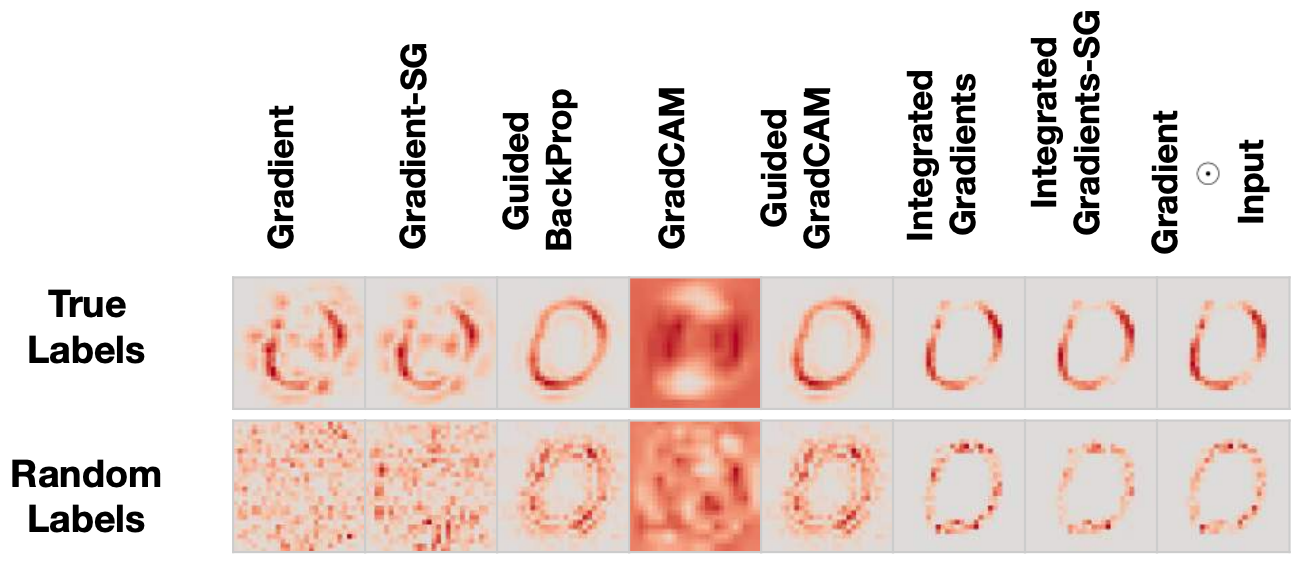 Gradient
Gradient-SG
Guided
BackProp
GradCAM
Guided
GradCAM
Integrated
Gradients
Integrated
Gradients-SG
Gradient
⊙
Input
True
Labels
Random
Labels